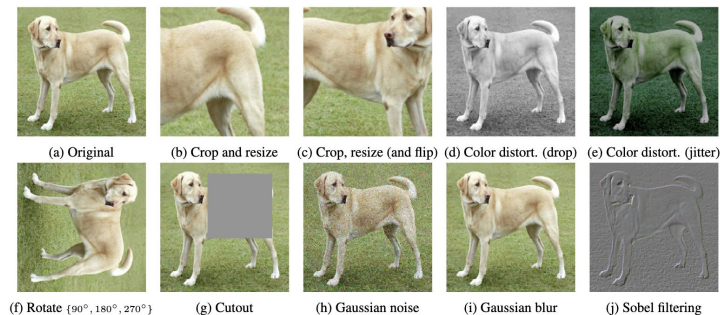 (a) Original
(b) Crop and resize
(c) Crop, resize (and flip)
(d) Color distort. (drop)
(e) Color distort. (jitter)
(f) Rotate {90°, 180°, 270°}
(g) Cutout
(h) Gaussian noise
(i) Gaussian blur
(j) Sobel filtering